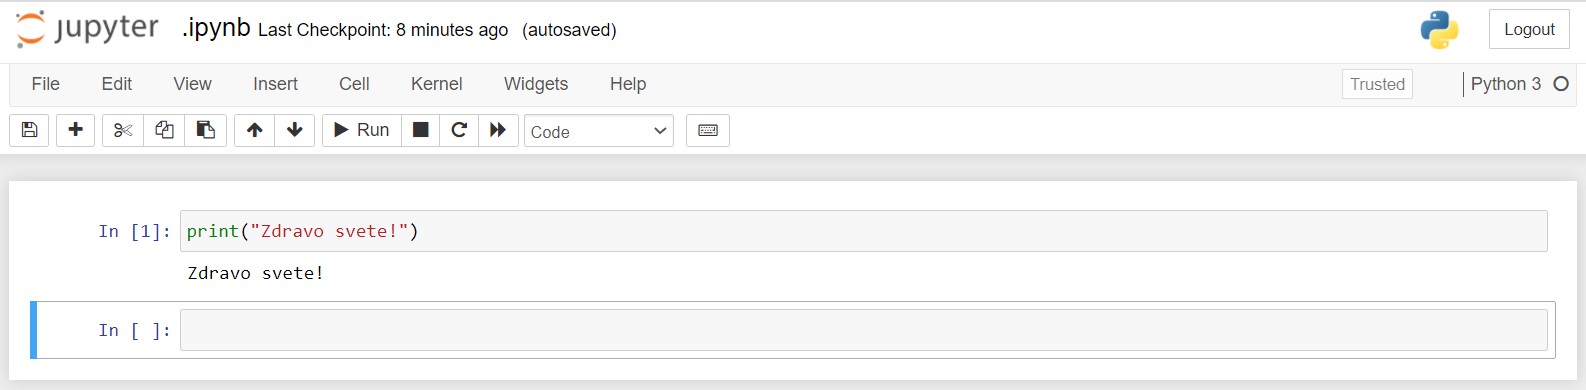 jupyter .ipynb Last Checkpoint: 8 minutes ago (autosaved) Logout
File Edit View Insert Cell Kernel Widgets Help Trusted Python 3
Run Code
In [1]: print("Zdravo svete!")
Zdravo svete!
In [ ]: